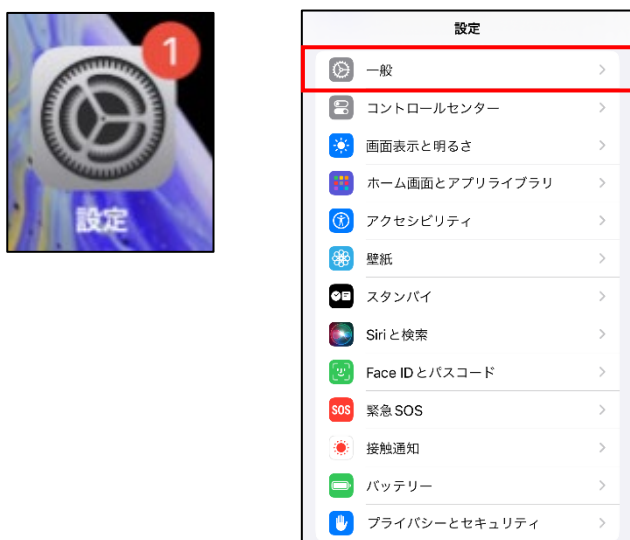 1
設定
設定
一般
コントロールセンター
画面表示と明るさ
ホーム画面とアプリライブラリ
アクセシビリティ
壁紙
スタンバイ
Siriと検索
Face IDとパスコード
SOS 緊急SOS
接触通知
バッテリー
プライバシーとセキュリティ